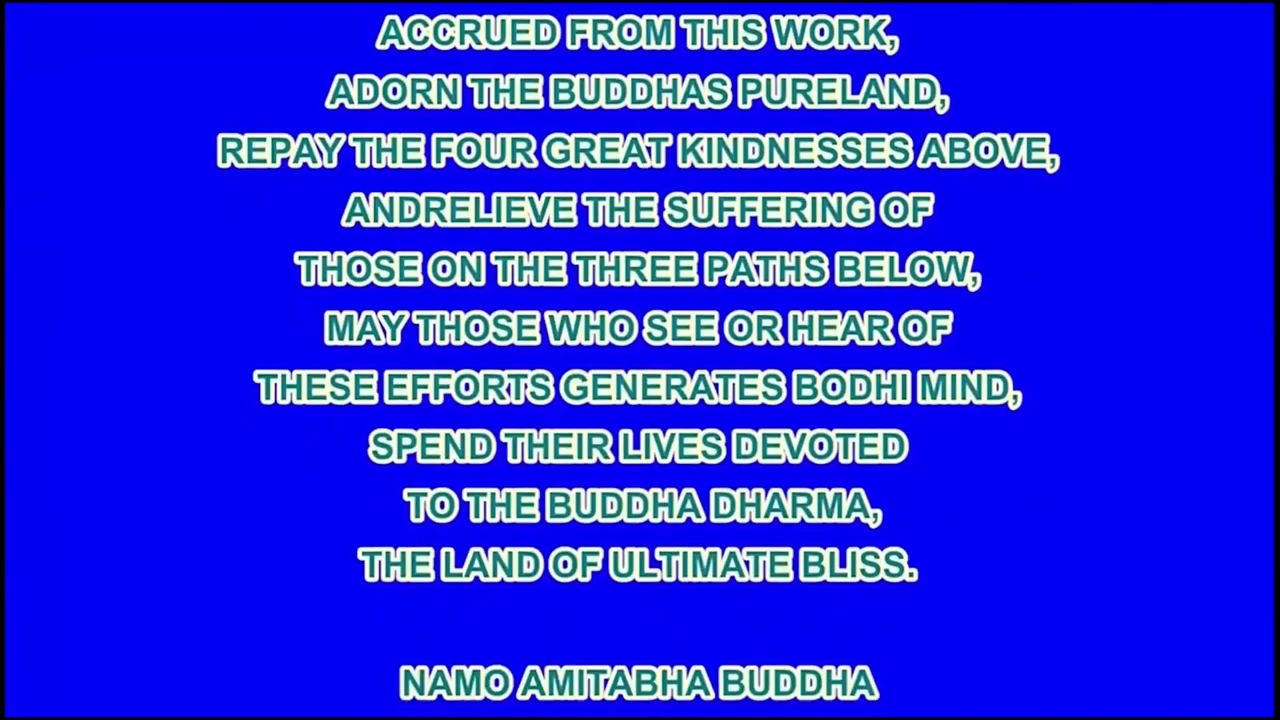 ACCRUED FROM THIS WORK,
ADORN THE BUDDHAS PURELAND,
REPAY THE FOUR GREAT KINDNESSES ABOVE,
ANDRELIEVE THE SUFFERING OF
THOSE ON THE THREE PATHS BELOW,
MAY THOSE WHO SEE OR HEAR OF
THESE EFFORTS GENERATES BODHI MIND,
SPEND THEIR LIVES DEVOTED
TO THE BUDDHA DHARMA,
THE LAND OF ULTIMATE BLISS.
NAMO AMITABHA BUDDHA